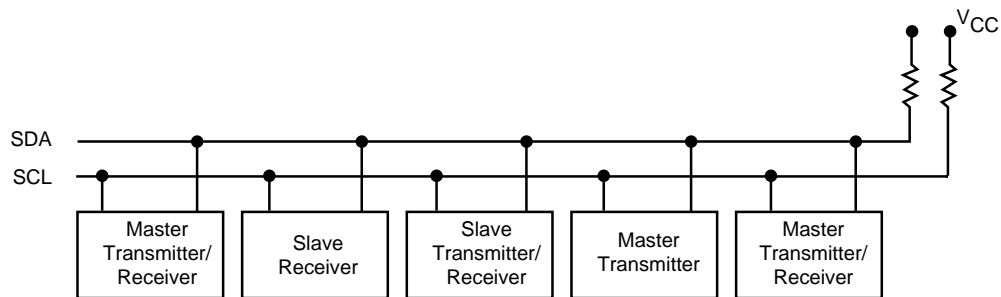 VCC
SDA
SCL
Master
Transmitter/
Receiver
Slave
Receiver
Slave
Transmitter/
Receiver
Master
Transmitter
Master
Transmitter/
Receiver